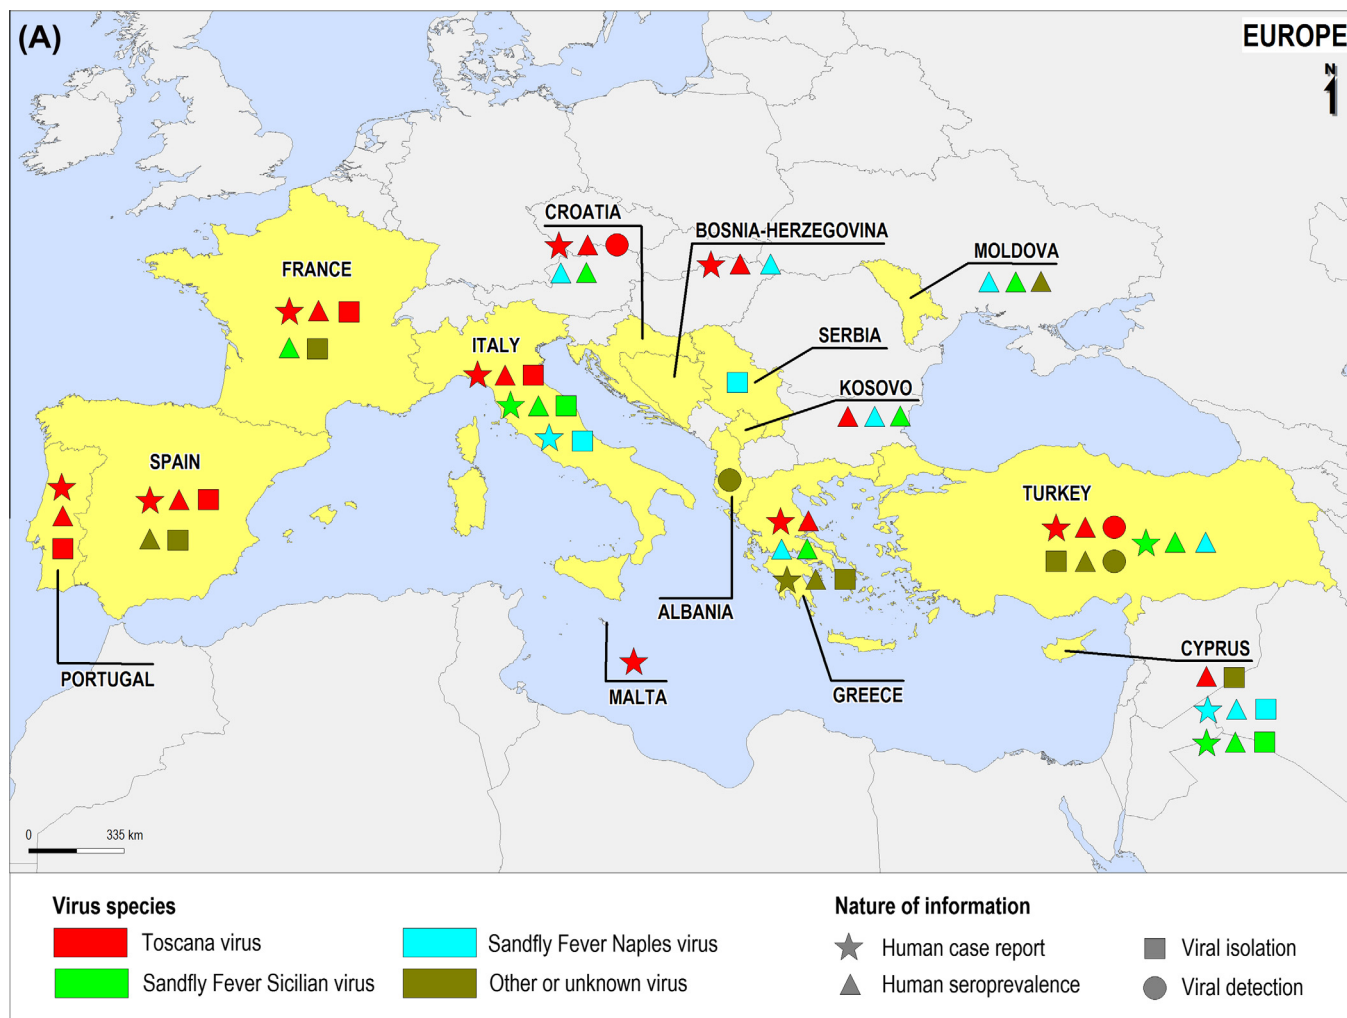 (A)
EUROPE
N
CROATIA
BOSNIA-HERZEGOVINA
MOLDOVA
FRANCE
SERBIA
ITALY
KOSOVO
SPAIN
TURKEY
ALBANIA
CYPRUS
PORTUGAL
MALTA
GREECE
0 335 km
Virus species
Toscana virus
Sandfly Fever Sicilian virus
Sandfly Fever Naples virus
Other or unknown virus
Nature of information
Human case report
Human seroprevalence
Viral isolation
Viral detection